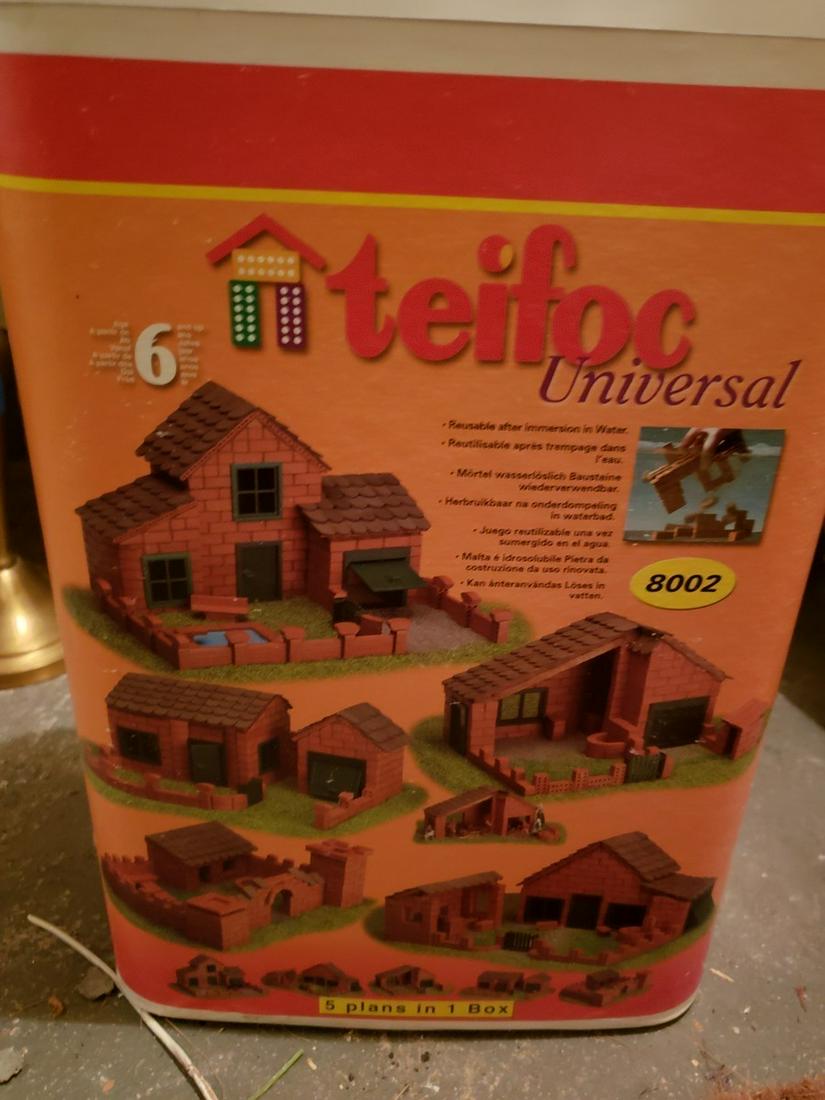 teifoc
Universal
6
• Reusable after immersion in Water.
• Reutilisable après trempage dans
l'eau.
• Mörtel wasserlöslich Bausteine
wiederverwendbar.
• Herbruikbaar na onderdompeling
in waterbad.
• Juego reutilizable una vez
sumergido en el agua.
• Malta é idrosolubile Pietra da
costruzione da uso rinovata.
• Kan ånteranvändas Löses in
vatten.
8002
5 plans in 1 Box